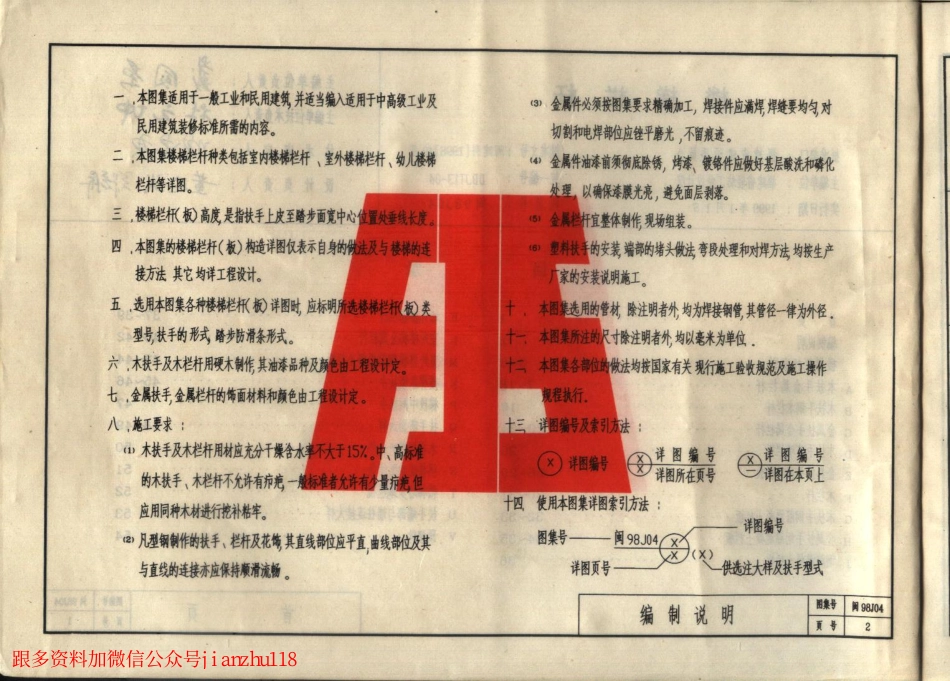 一 .本图集适用于一般工业和民用建筑,并适当编入适用于中高级工业及
民用建筑装修标准所需的内容。
二 .本图集楼梯栏杆种类包括室内楼梯栏杆 、室外楼梯栏杆、幼儿楼梯
栏杆等详图。
三 .楼梯栏杆(板)高度,是指扶手上皮至踏步面宽中心位置处垂线长度。
四 .本图集的楼梯栏杆(板)构造详图仅表示自身的做法及与楼梯的连
接方法 其它均详工程设计。
五 .选用本图集各种楼梯栏杆(板)详图时, 应标明所选楼梯栏杆(板)类
型号,扶手的形式,踏步防滑条形式。
六 .木扶手及木栏杆用硬木制作,其油漆品种及颜色由工程设计定。
七 .金属扶手,金属栏杆的饰面材料和颜色由工程设计定。
八 .施工要求 :
(1) 木扶手及木栏杆用材应充分干燥含水率不大于15%。中、高标准
的木扶手、木栏杆不允许有疖疤,一般标准者允许有少量疖疤,但
应用同种木材进行挖补粘牢。
(2) 凡型钢制作的扶手、栏杆及花饰,其直线部位应平直,曲线部位及其
与直线的连接亦应保持顺滑流畅 。
(3) 金属件必须按图集要求精确加工, 焊接件应满焊,焊缝要均匀,对
切割和电焊部位应锉平磨光 ,不留痕迹。
(4) 金属件油漆前须彻底除锈, 烤漆、镀铬件应做好基层酸洗和磷化
处理, 以确保漆膜光亮, 避免面层剥落。
(5) 金属栏杆宜整体制作,现场组装。
(6) 塑料扶手的安装,端部的堵头做法,弯段处理和对焊方法,均按生产
厂家的安装说明施工。
十 . 本图集选用的管材, 除注明者外,均为焊接钢管,其管径一律为外径.
十一. 本图集所注的尺寸除注明者外,均以毫米为单位 .
十二. 本图集各部位的做法均按国家有关 现行施工验收规范及施工操作
规程执行。
十三. 详图编号及索引方法 :
X 详图编号
X X 详图编号 详图所在页号
X — 详图编号 详图在本页上
十四. 使用本图集详图索引方法 :
详图编号
图集号 闽98J04 X X (X)
详图页号 供选注大样及扶手型式
编制说明
图集号 闽98J04
页号 2
跟多资料加微信公众号jianzhu118